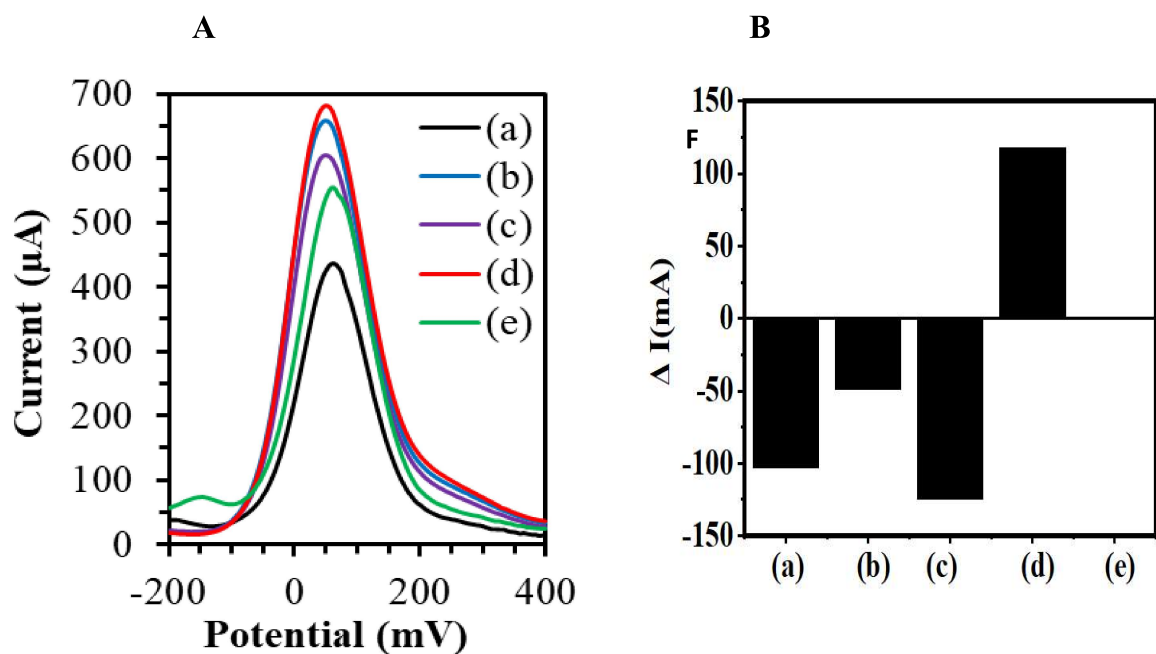 A
B
700
600
500
400
300
200
100
0
Current (µA)
-200
0
200
400
Potential (mV)
(a)
(b)
(c)
(d)
(e)
150
100
50
0
-50
-100
-150
F
Δ I(mA)
(a)
(b)
(c)
(d)
(e)